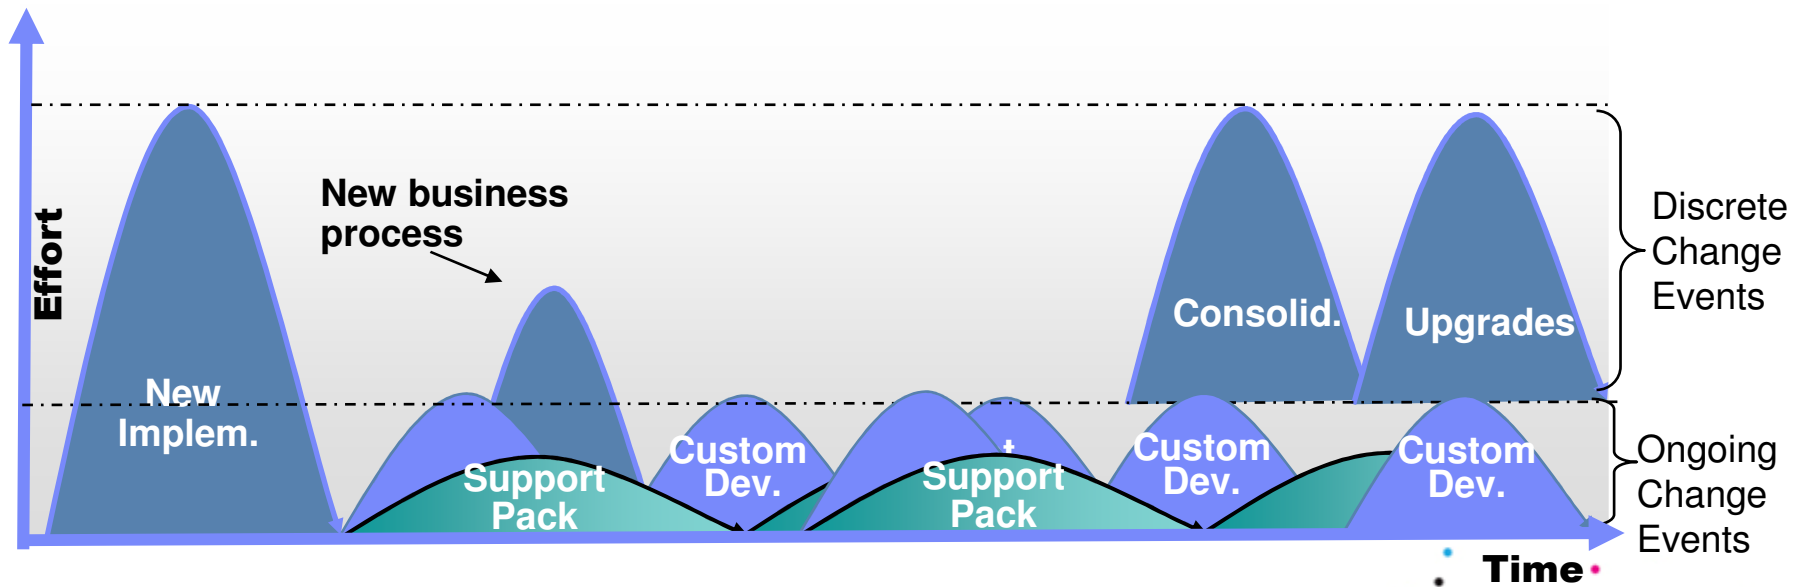 New business
process
Effort
New
Implem.
Support
Pack
Custom
Dev.
t
Support
Pack
Custom
Dev.
Consolid.
Upgrades
Custom
Dev.
Discrete
Change
Events
Ongoing
Change
Events
Time